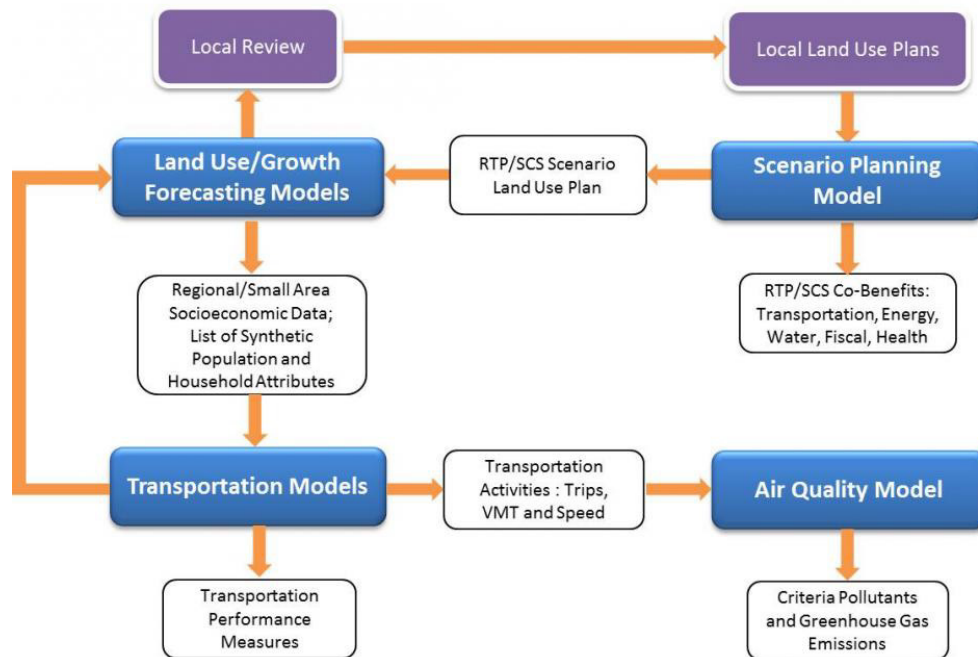 Local Review
Local Land Use Plans
Land Use/Growth
Forecasting Models
RTP/SCS Scenario
Land Use Plan
Scenario Planning
Model
Regional/Small Area
Socioeconomic Data;
List of Synthetic
Population and
Household Attributes
RTP/SCS Co-Benefits:
Transportation, Energy,
Water, Fiscal, Health
Transportation Models
Transportation
Activities : Trips,
VMT and Speed
Air Quality Model
Transportation
Performance
Measures
Criteria Pollutants
and Greenhouse Gas
Emissions